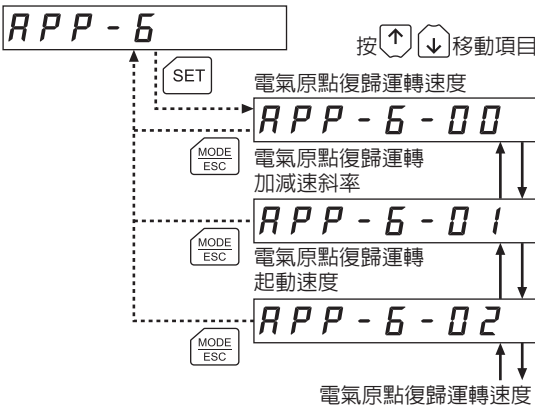 APP-6
按↑↓移動項目
SET
電氣原點復歸運轉速度
APP-6-00
MODE
ESC
電氣原點復歸運轉
加減速斜率
APP-6-01
MODE
ESC
電氣原點復歸運轉
起動速度
APP-6-02
MODE
ESC
電氣原點復歸運轉速度